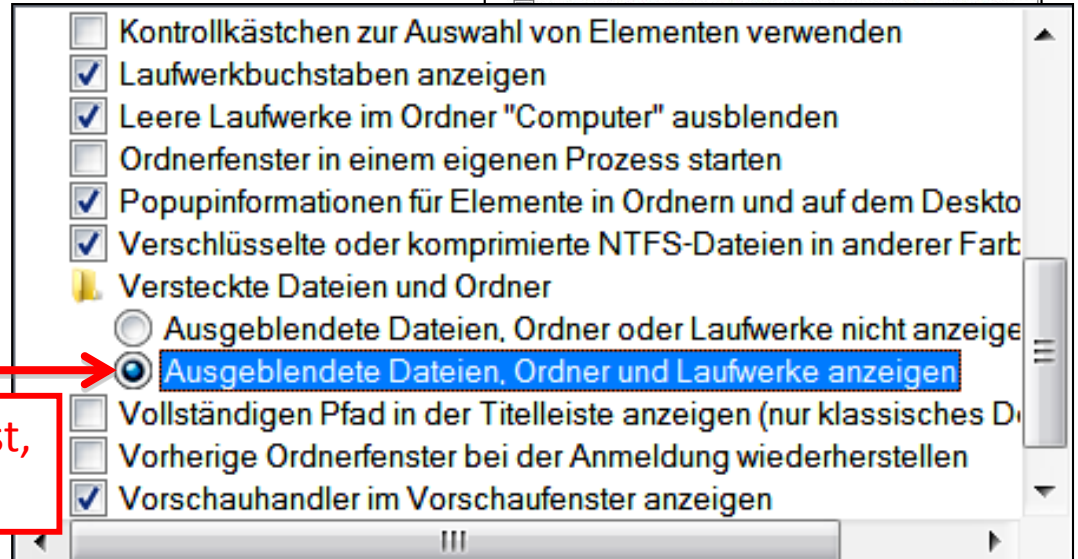 Kontrollkästchen zur Auswahl von Elementen verwenden
Laufwerkbuchstaben anzeigen
Leere Laufwerke im Ordner "Computer" ausblenden
Ordnerfenster in einem eigenen Prozess starten
Popupinformationen für Elemente in Ordnern und auf dem Deskto
Verschlüsselte oder komprimierte NTFS-Dateien in anderer Farb
Versteckte Dateien und Ordner
Ausgeblendete Dateien, Ordner oder Laufwerke nicht anzeige
Ausgeblendete Dateien, Ordner und Laufwerke anzeigen
Vollständigen Pfad in der Titelleiste anzeigen (nur klassisches D
st,
Vorherige Ordnerfenster bei der Anmeldung wiederherstellen
Vorschauhandler im Vorschaufenster anzeigen